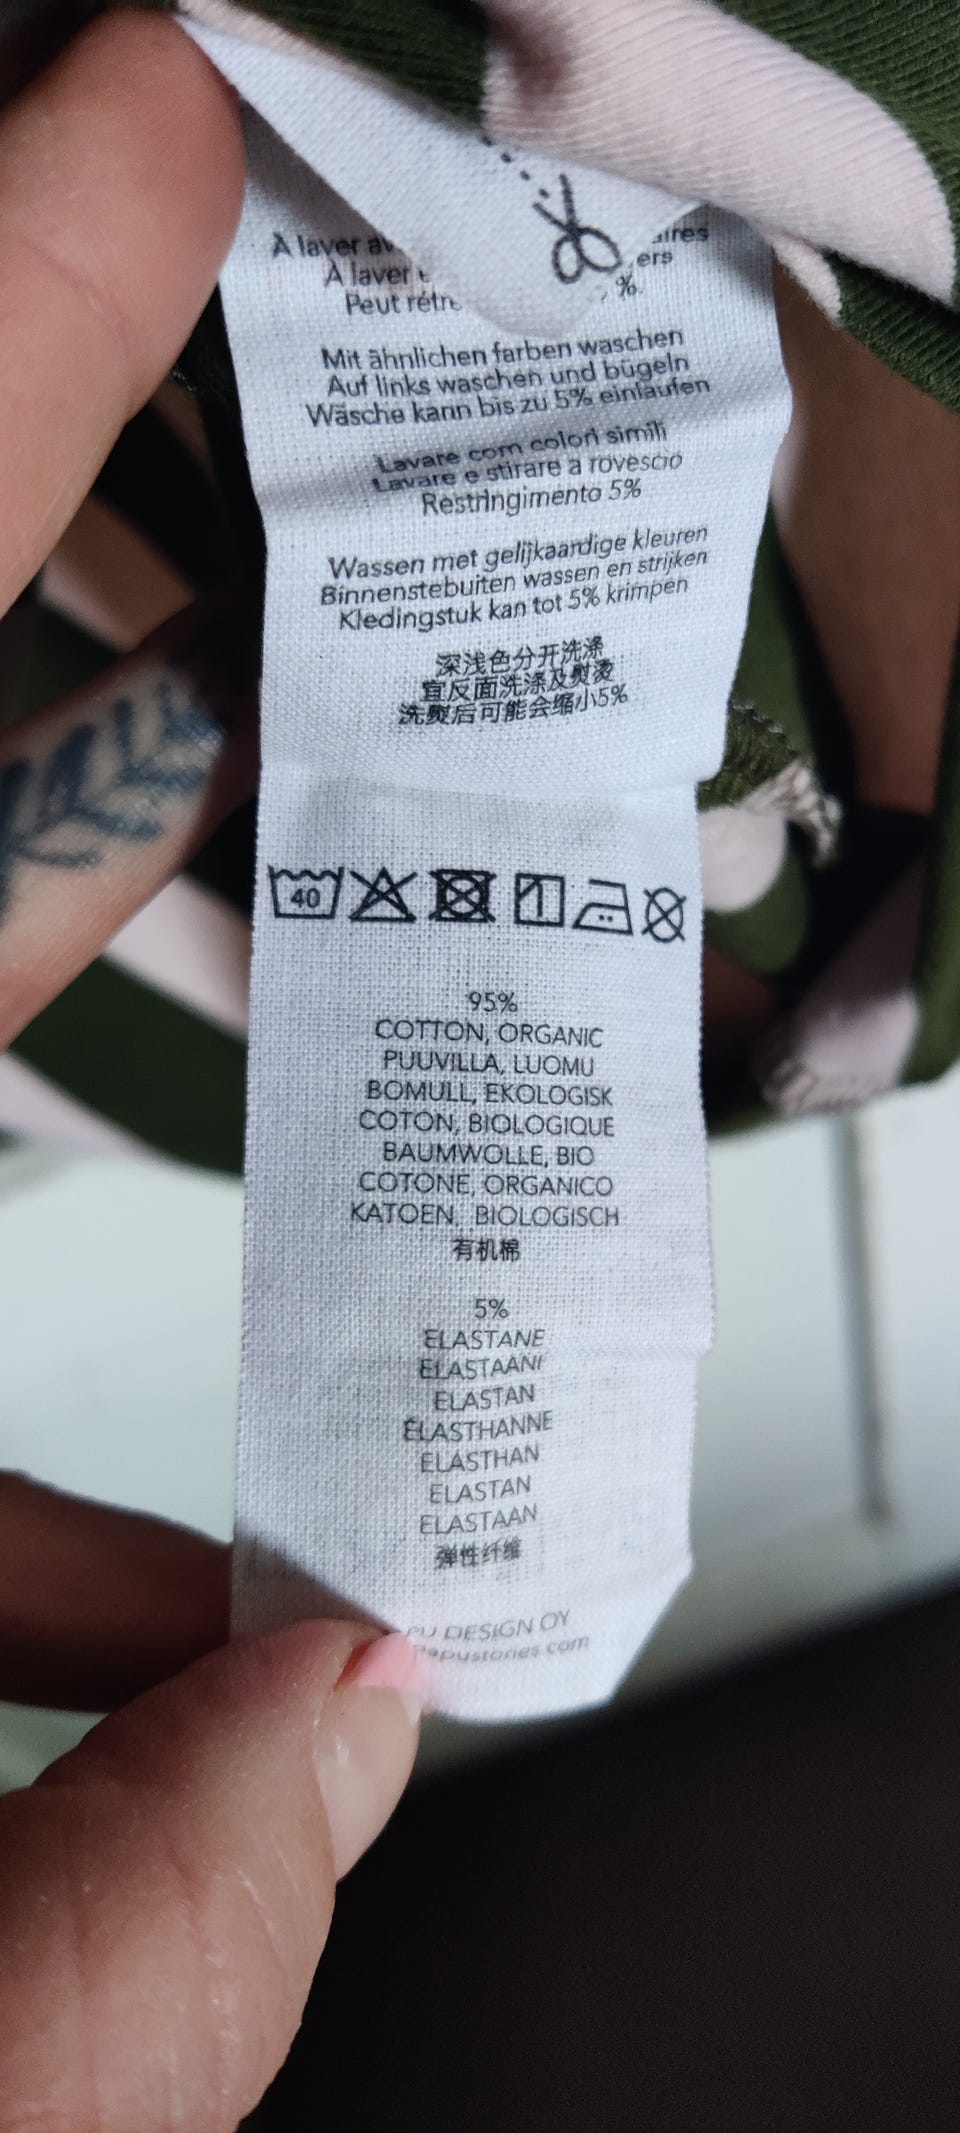 À laver
aires
À laver
ers
Peut
%.
Mit ähnlichen farben waschen
Auf links waschen und bügeln
Wäsche kann bis zu 5% einlaufen
Lavare com colori simili
Lavare e stirare a rovescio
Restringimento 5%
Wassen met gelijkaardige kleuren
Binnenstebuiten wassen en strijken
Kledingstuk kan tot 5% krimpen
深浅色分开洗涤
宜反面洗涤及熨烫
洗熨后可能会缩小5%
40
95%
COTTON, ORGANIC
PUUVILLA, LUOMU
BOMULL, EKOLOGISK
COTON, BIOLOGIQUE
BAUMWOLLE, BIO
COTONE, ORGANICO
KATOEN, BIOLOGISCH
有机棉
5%
ELASTANE
ELASTAANI
ELASTAN
ÉLASTHANNE
ELASTHAN
ELASTAN
ELASTAAN
弹性纤维
DESIGN OY
papustories.com